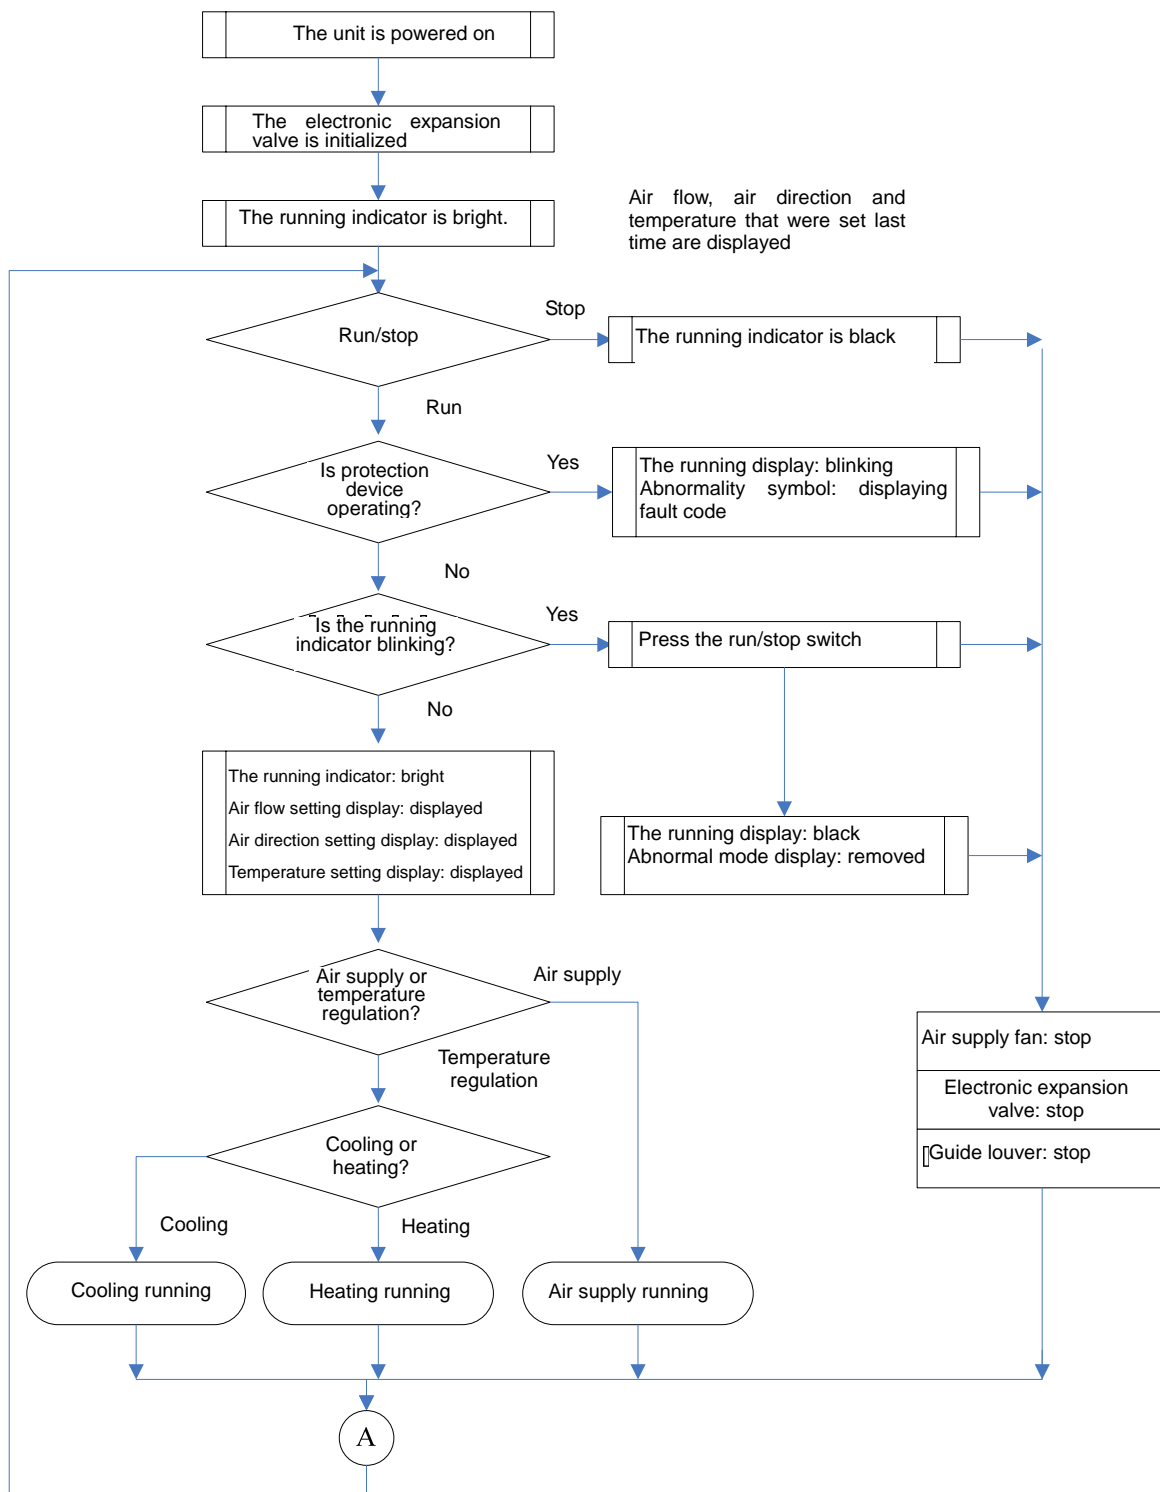 The unit is powered on
The electronic expansion
valve is initialized
The running indicator is bright.
Air flow, air direction and
temperature that were set last
time are displayed
Run/stop
Stop
The running indicator is black
Run
Is protection
device
operating?
Yes
The running display: blinking
Abnormality symbol: displaying
fault code
No
Is the running
indicator blinking?
Yes
Press the run/stop switch
No
The running indicator: bright
Air flow setting display: displayed
Air direction setting display: displayed
Temperature setting display: displayed
The running display: black
Abnormal mode display: removed
Air supply or
temperature
regulation?
Air supply
Temperature
regulation
Air supply fan: stop
Electronic expansion
valve: stop
Guide louver: stop
Cooling or
heating?
Cooling
Heating
Cooling running
Heating running
Air supply running
A